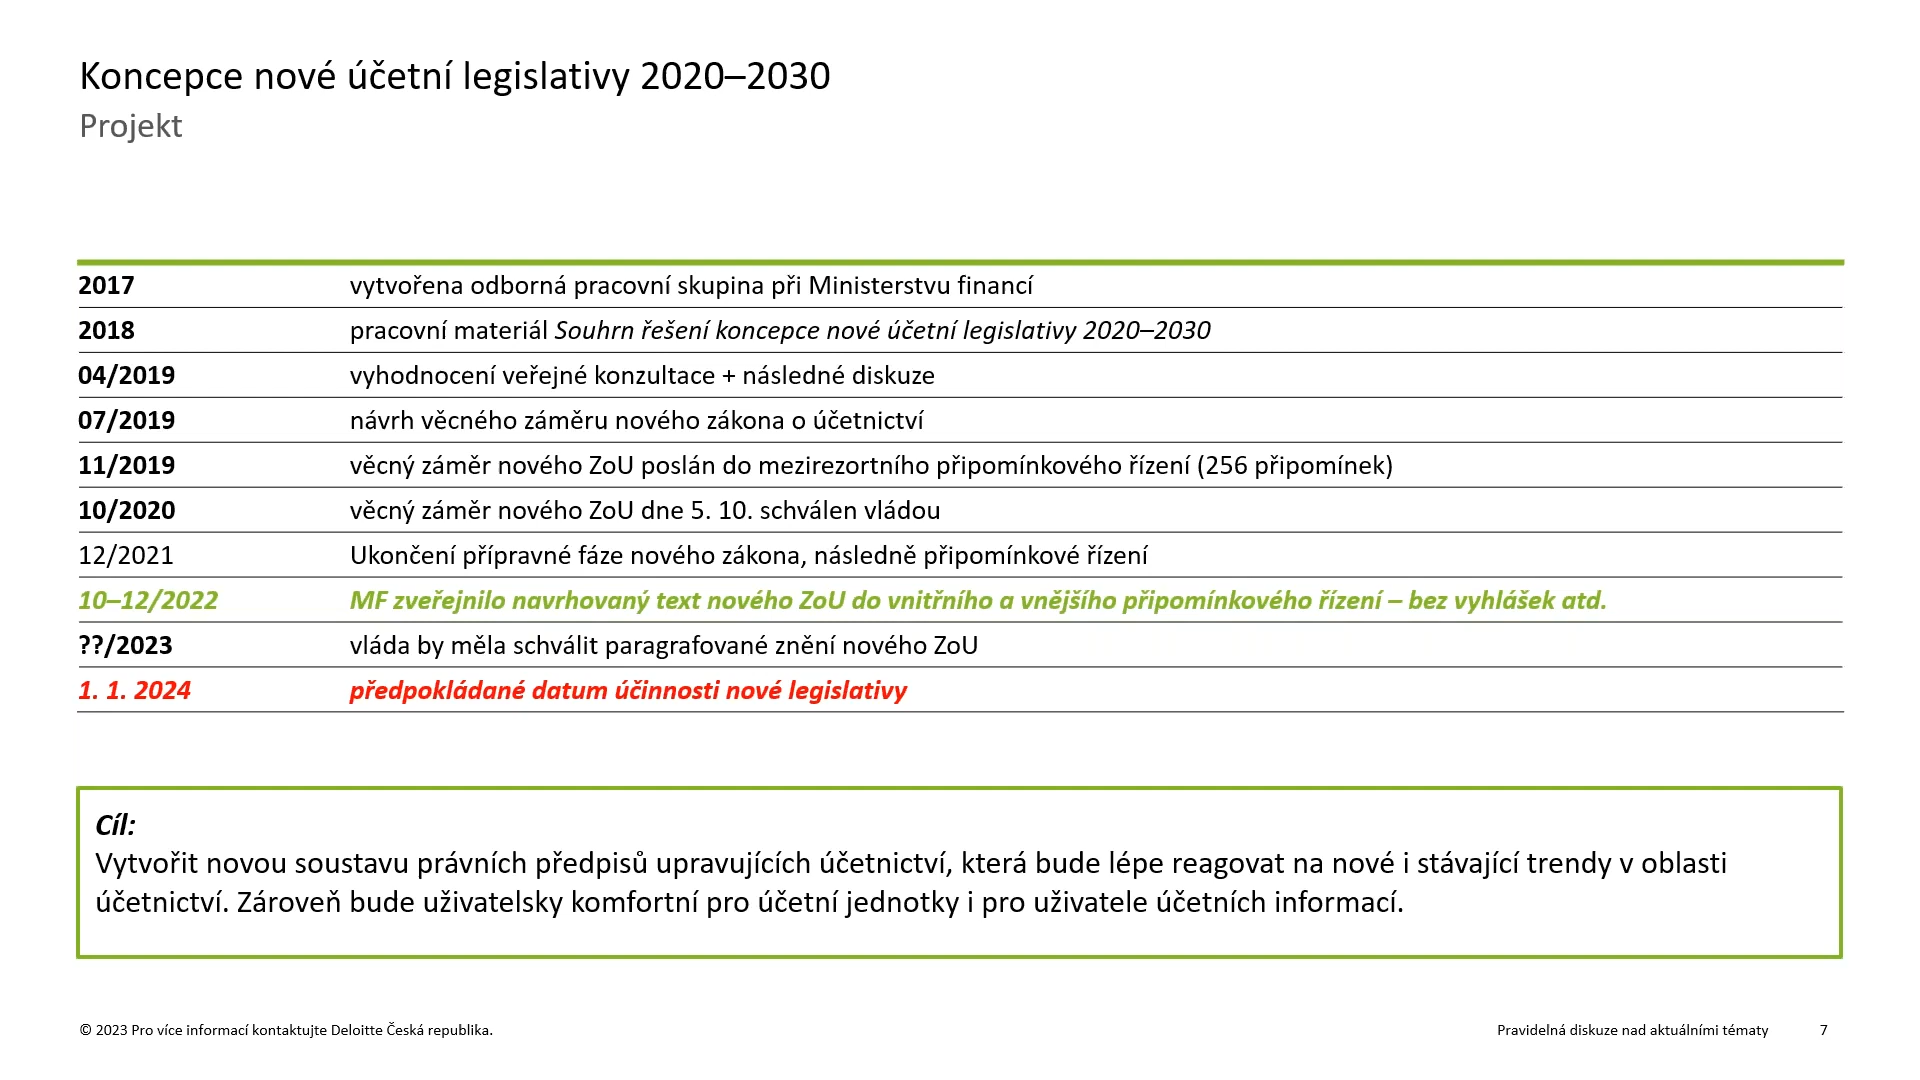 Koncepce nové účetní legislativy 2020–2030
Projekt
2017 vytvořena odborná pracovní skupina při Ministerstvu financí
2018 pracovní materiál Souhrn řešení koncepce nové účetní legislativy 2020–2030
04/2019 vyhodnocení veřejné konzultace + následné diskuze
07/2019 návrh věcného záměru nového zákona o účetnictví
11/2019 věcný záměr nového ZoU poslán do mezirezortního připomínkového řízení (256 připomínek)
10/2020 věcný záměr nového ZoU dne 5. 10. schválen vládou
12/2021 Ukončení přípravné fáze nového zákona, následně připomínkové řízení
10–12/2022 MF zveřejnilo navrhovaný text nového ZoU do vnitřního a vnějšího připomínkového řízení – bez vyhlášek atd.
??/2023 vláda by měla schválit paragrafované znění nového ZoU
1. 1. 2024 předpokládané datum účinnosti nové legislativy
Cíl:
Vytvořit novou soustavu právních předpisů upravujících účetnictví, která bude lépe reagovat na nové i stávající trendy v oblasti
účetnictví. Zároveň bude uživatelsky komfortní pro účetní jednotky i pro uživatele účetních informací.
© 2023 Pro více informací kontaktujte Deloitte Česká republika.
Pravidelná diskuze nad aktuálními tématy 7